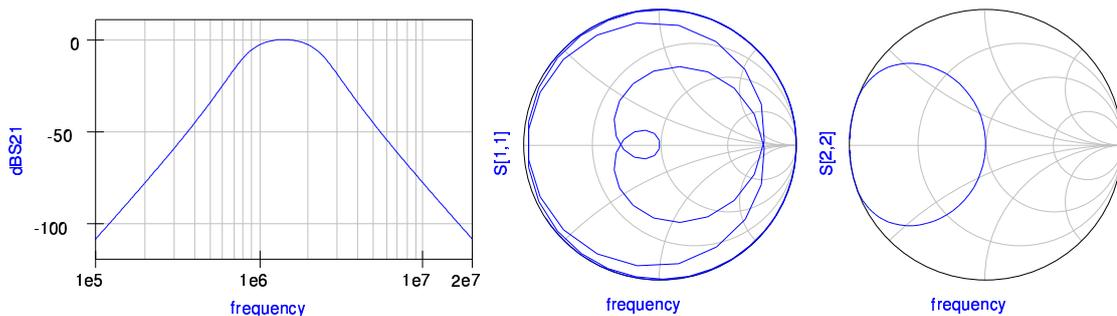 dBS21
0
-50
-100
1e5
1e6
1e7
2e7
frequency
S[1,1]
frequency
S[2,2]
frequency